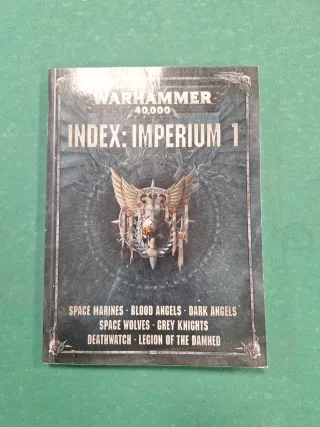 WARHAMMER
40,000
INDEX: IMPERIUM 1
SPACE MARINES · BLOOD ANGELS · DARK ANGELS
SPACE WOLVES · GREY KNIGHTS
DEATHWATCH · LEGION OF THE DAMNED